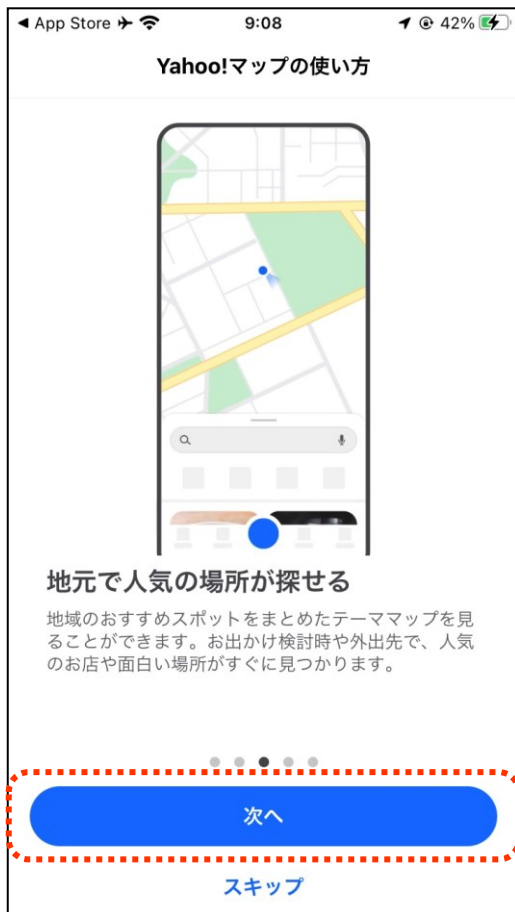 ◀ App Store 9:08 42%
Yahoo!マップの使い方
地元で人気の場所が探せる
地域のおすすめスポットをまとめたテーママップを見
ることができます。お出かけ検討時や外出先で、人気
のお店や面白い場所がすぐに見つかります。
次へ
スキップ